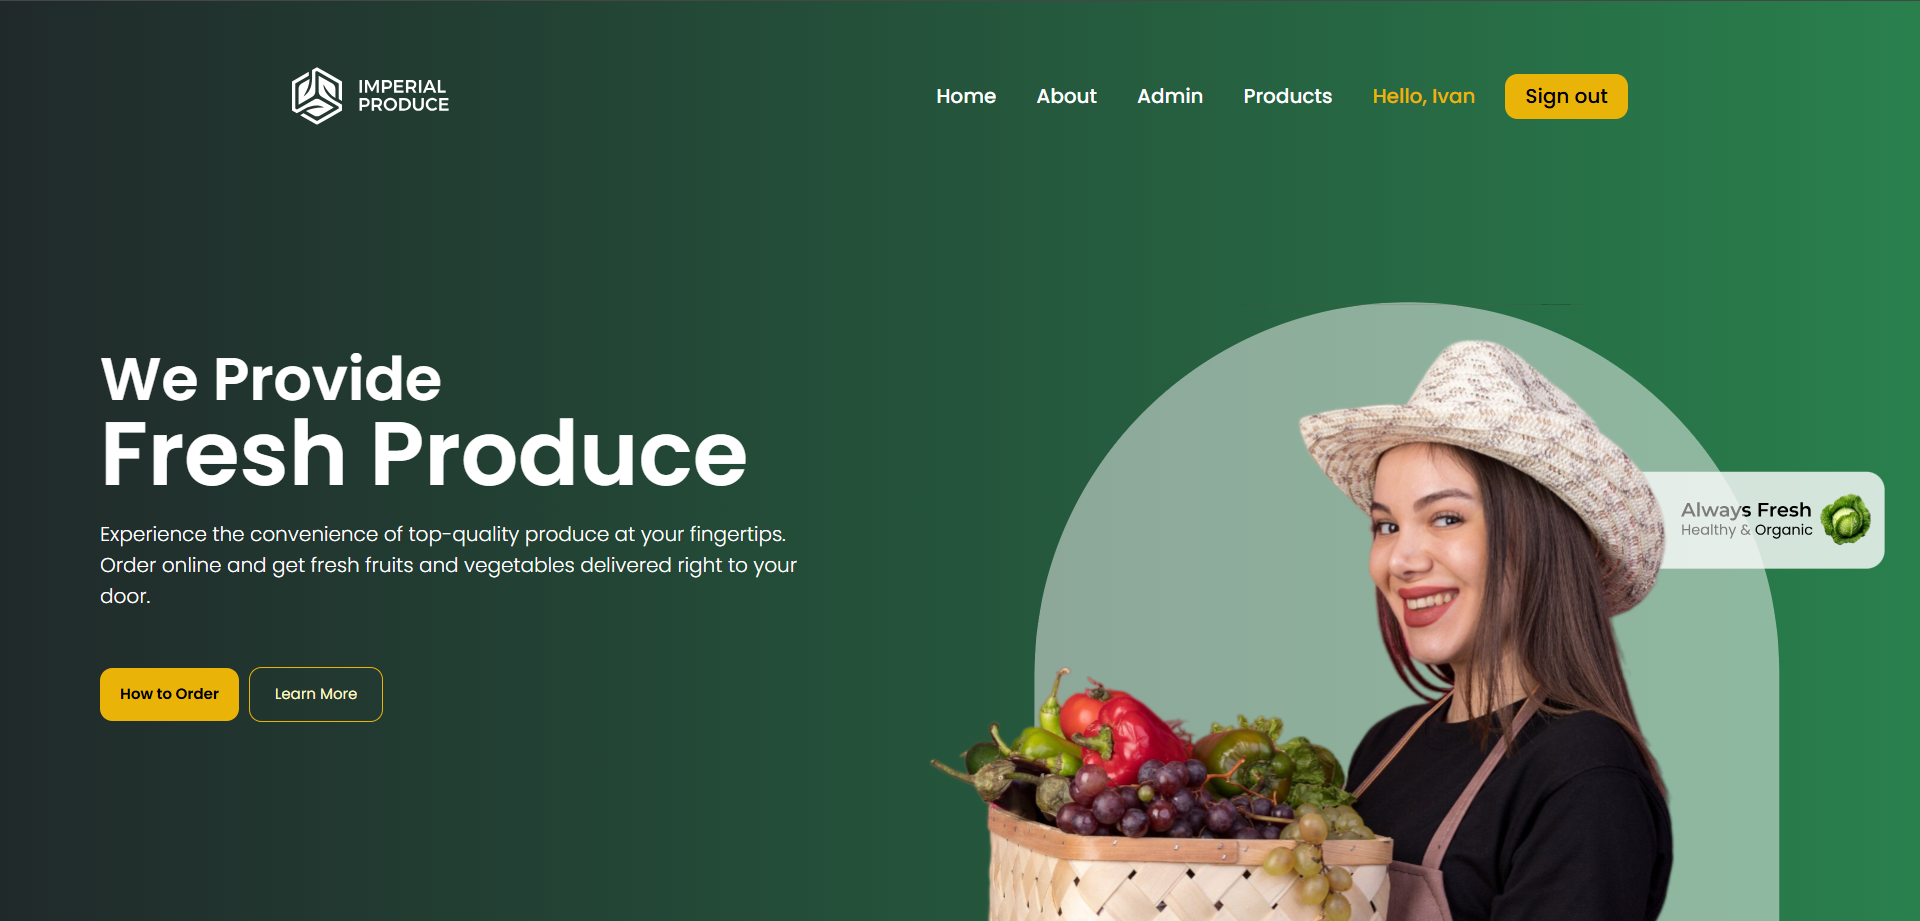 IMPERIAL
PRODUCE
Home
About
Admin
Products
Hello, Ivan
Sign out
We Provide
Fresh Produce
Experience the convenience of top-quality produce at your fingertips.
Order online and get fresh fruits and vegetables delivered right to your
door.
Always Fresh
Healthy & Organic
How to Order
Learn More